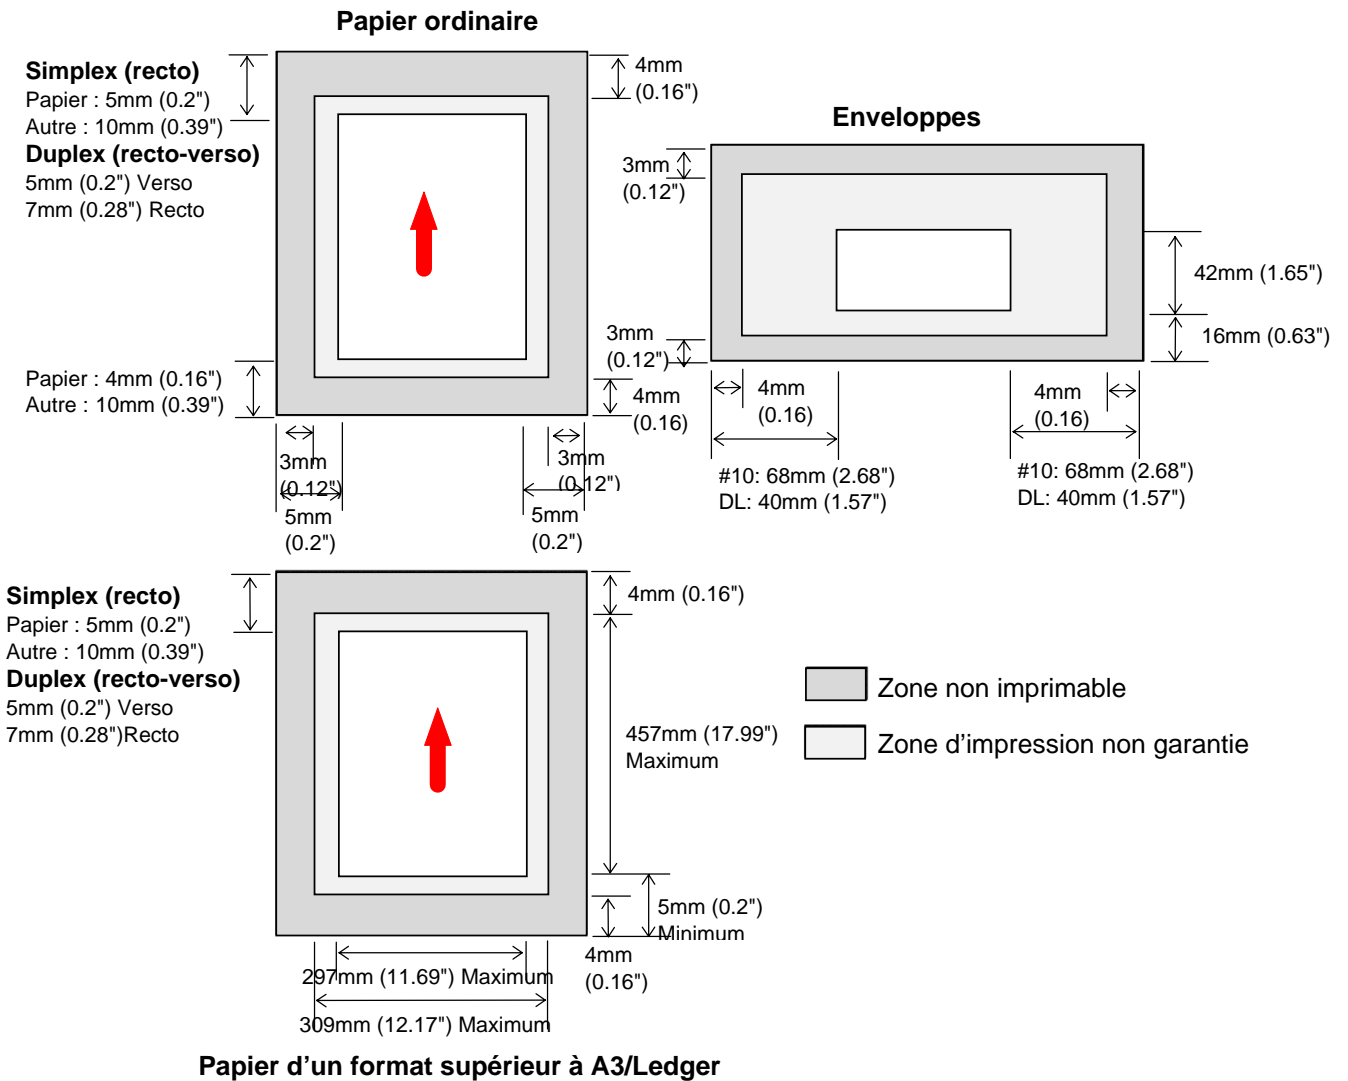 Papier ordinaire
Simplex (recto)
Papier : 5mm (0.2")
Autre : 10mm (0.39")
Duplex (recto-verso)
5mm (0.2") Verso
7mm (0.28") Recto
4mm
(0.16")
Papier : 4mm (0.16")
Autre : 10mm (0.39")
4mm
(0.16)
3mm
(0.12")
3mm
(0.12")
5mm
(0.2")
5mm
(0.2")
Enveloppes
3mm
(0.12")
42mm (1.65")
3mm
(0.12")
16mm (0.63")
4mm
(0.16)
4mm
(0.16)
#10: 68mm (2.68")
DL: 40mm (1.57")
#10: 68mm (2.68")
DL: 40mm (1.57")
Simplex (recto)
Papier : 5mm (0.2")
Autre : 10mm (0.39")
Duplex (recto-verso)
5mm (0.2") Verso
7mm (0.28")Recto
4mm (0.16")
457mm (17.99")
Maximum
5mm (0.2")
Minimum
4mm
(0.16")
297mm (11.69") Maximum
309mm (12.17") Maximum
Zone non imprimable
Zone d’impression non garantie
Papier d’un format supérieur à A3/Ledger